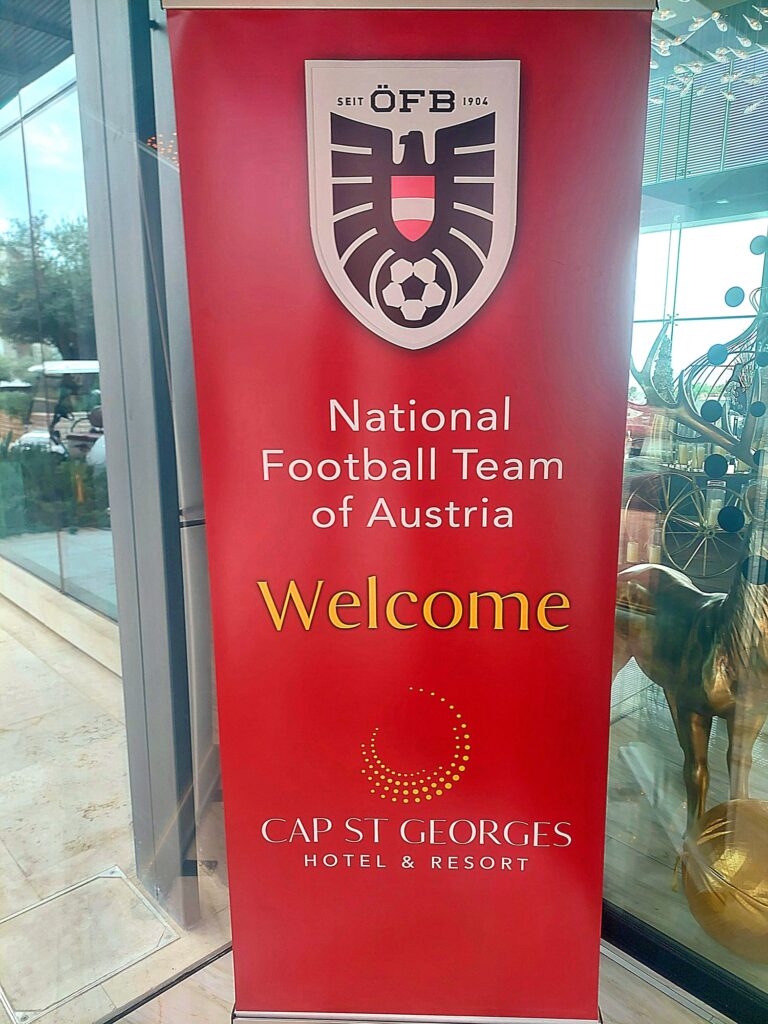 SEIT ÖFB 1904
National
Football Team
of Austria
Welcome
CAP ST GEORGES
HOTEL & RESORT